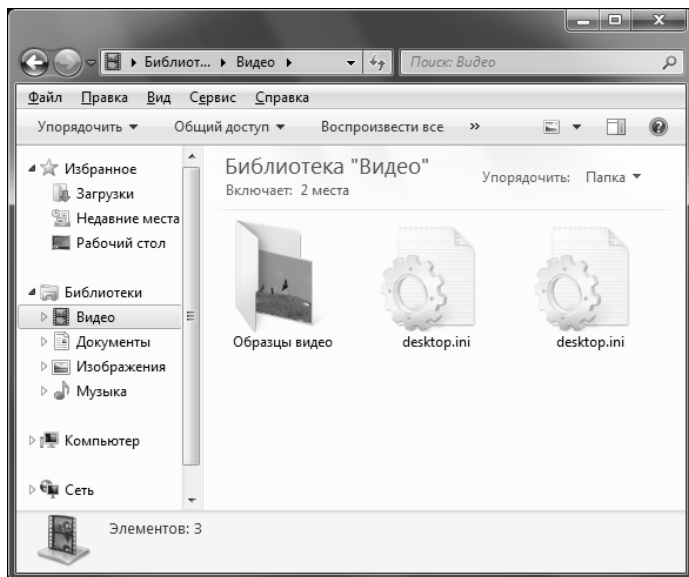 Библиот... Видео
Поиск: Видео
Файл Правка Вид Сервис Справка
Упорядочить Общий доступ Воспроизвести все »
Избранное
Загрузки
Недавние места
Рабочий стол
Библиотеки
Видео
Документы
Изображения
Музыка
Компьютер
Сеть
Библиотека "Видео"
Включает: 2 места
Упорядочить: Папка
Образцы видео
desktop.ini
desktop.ini
Элементов: 3